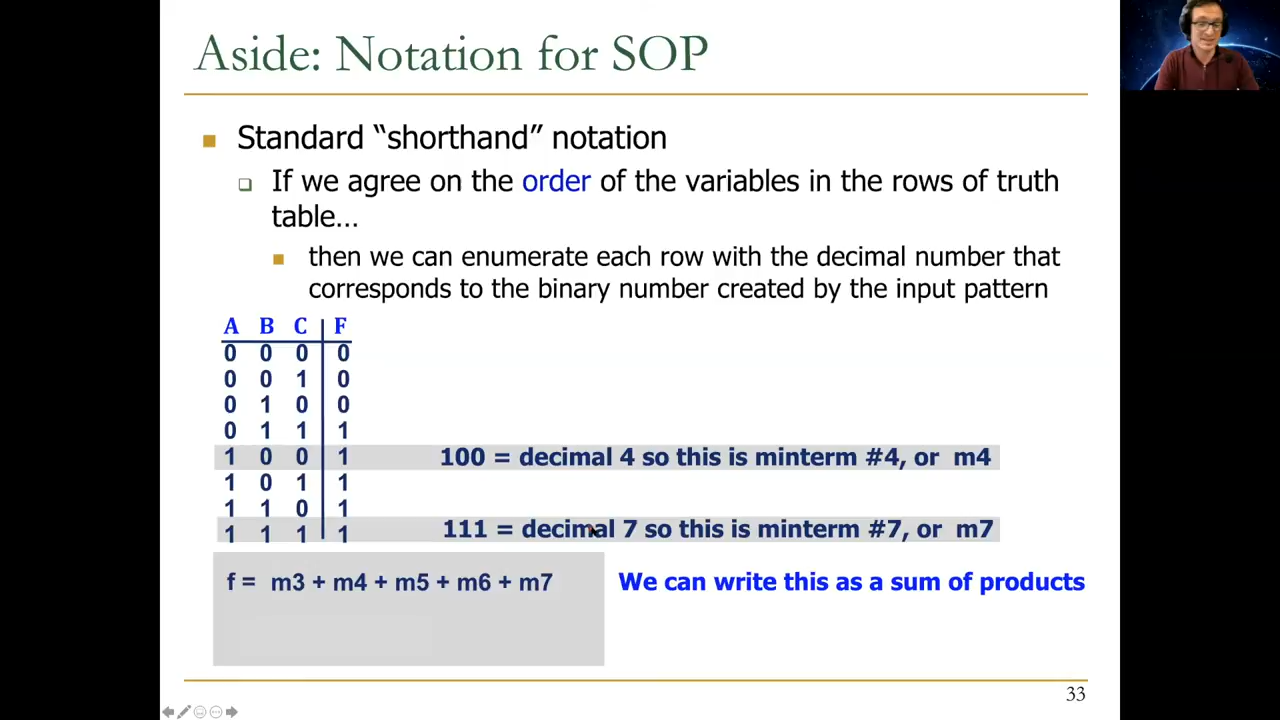 Aside: Notation for SOP
Standard “shorthand” notation
If we agree on the order of the variables in the rows of truth
table…
then we can enumerate each row with the decimal number that
corresponds to the binary number created by the input pattern
A B C F
0 0 0 0
0 0 1 0
0 1 0 0
0 1 1 1
1 0 0 1 100 = decimal 4 so this is minterm #4, or m4
1 0 1 1
1 1 0 1
1 1 1 1 111 = decimal 7 so this is minterm #7, or m7
f = m3 + m4 + m5 + m6 + m7 We can write this as a sum of products
33